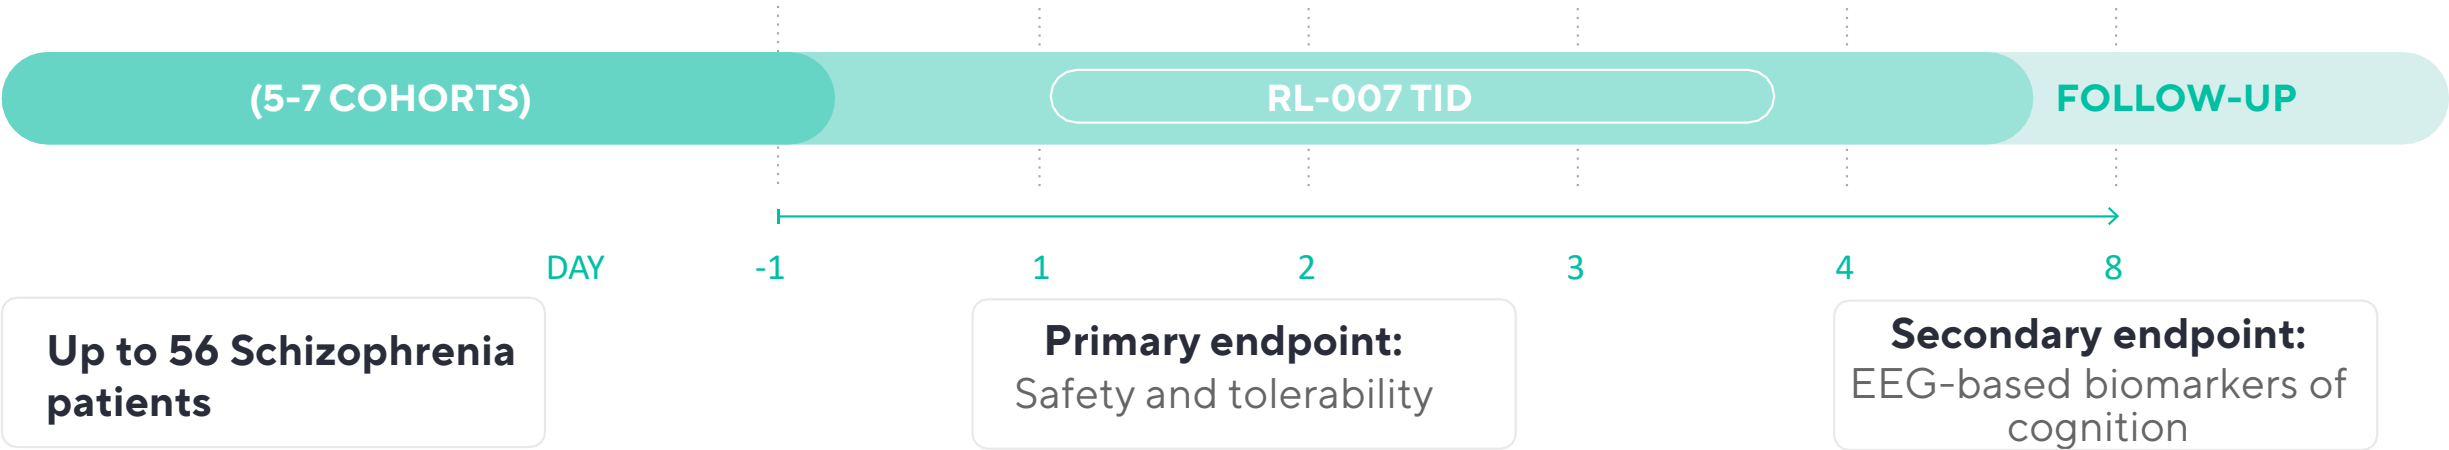 (5-7 COHORTS)
RL-007 TID
FOLLOW-UP
DAY -1 1 2 3 4 8
Up to 56 Schizophrenia
patients
Primary endpoint:
Safety and tolerability
Secondary endpoint:
EEG-based biomarkers of
cognition